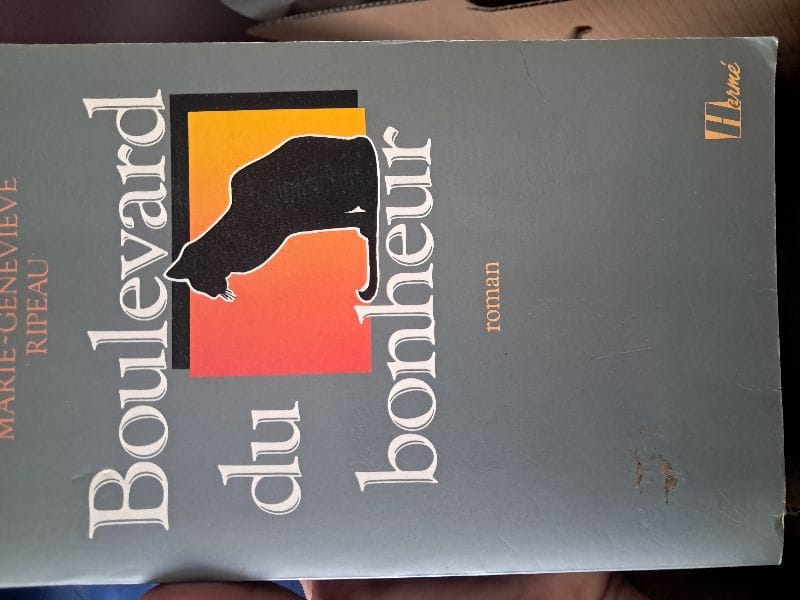 MARIE-GENEVIÈVE
RIPEAU
Boulevard
du
bonheur
roman
Hermé